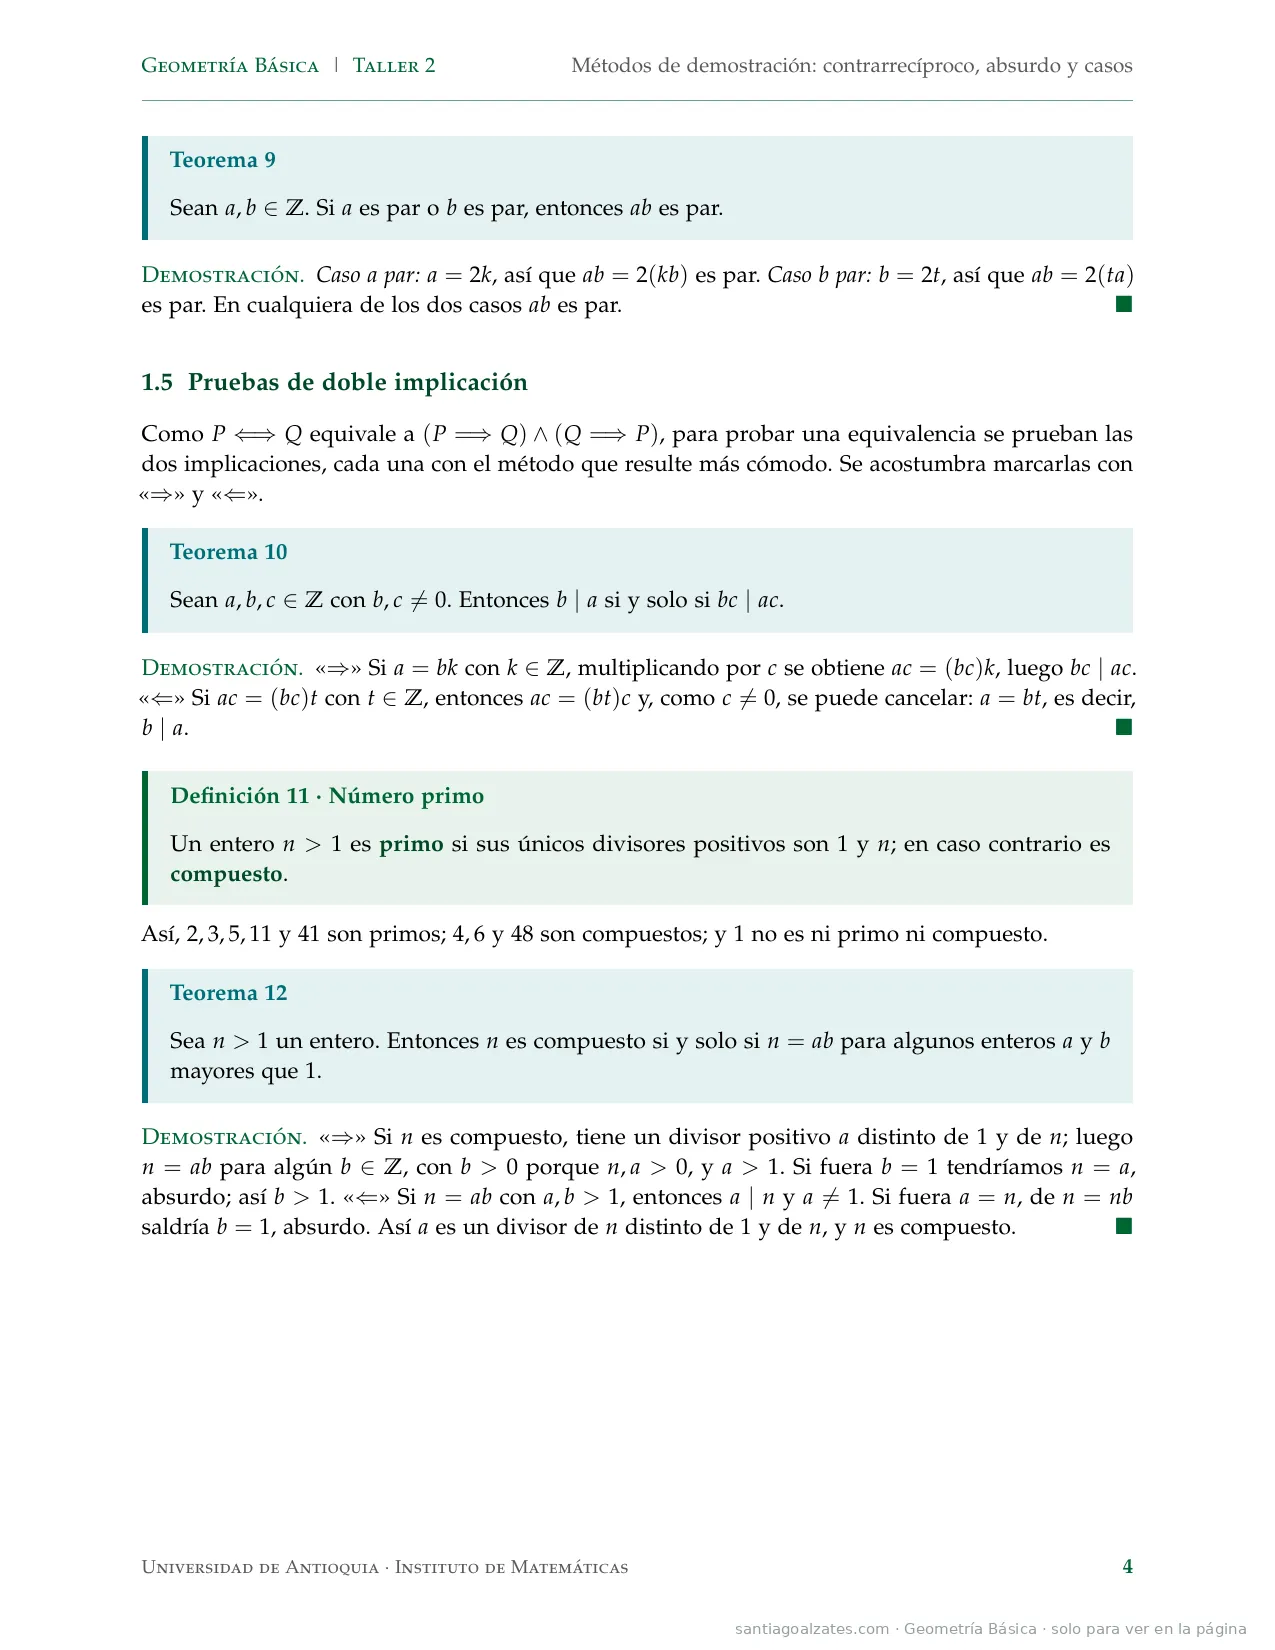 Geometría Básica | Taller 2 Métodos de demostración: contrarrecíproco, absurdo y casos
Teorema 9
Sean a, b ∈ ℤ. Si a es par o b es par, entonces ab es par.
Demostración. Caso a par: a = 2k, así que ab = 2(kb) es par. Caso b par: b = 2t, así que ab = 2(ta)
es par. En cualquiera de los dos casos ab es par. ■
1.5 Pruebas de doble implicación
Como P ⟺ Q equivale a (P ⟹ Q) ∧ (Q ⟹ P), para probar una equivalencia se prueban las
dos implicaciones, cada una con el método que resulte más cómodo. Se acostumbra marcarlas con
«⇒» y «⇐».
Teorema 10
Sean a, b, c ∈ ℤ con b, c ≠ 0. Entonces b | a si y solo si bc | ac.
Demostración. «⇒» Si a = bk con k ∈ ℤ, multiplicando por c se obtiene ac = (bc)k, luego bc | ac.
«⇐» Si ac = (bc)t con t ∈ ℤ, entonces ac = (bt)c y, como c ≠ 0, se puede cancelar: a = bt, es decir,
b | a. ■
Definición 11 · Número primo
Un entero n > 1 es primo si sus únicos divisores positivos son 1 y n; en caso contrario es
compuesto.
Así, 2, 3, 5, 11 y 41 son primos; 4, 6 y 48 son compuestos; y 1 no es ni primo ni compuesto.
Teorema 12
Sea n > 1 un entero. Entonces n es compuesto si y solo si n = ab para algunos enteros a y b
mayores que 1.
Demostración. «⇒» Si n es compuesto, tiene un divisor positivo a distinto de 1 y de n; luego
n = ab para algún b ∈ ℤ, con b > 0 porque n, a > 0, y a > 1. Si fuera b = 1 tendríamos n = a,
absurdo; así b > 1. «⇐» Si n = ab con a, b > 1, entonces a | n y a ≠ 1. Si fuera a = n, de n = nb
saldría b = 1, absurdo. Así a es un divisor de n distinto de 1 y de n, y n es compuesto. ■
Universidad de Antioquia · Instituto de Matemáticas 4
santiagoalzates.com · Geometría Básica · solo para ver en la página